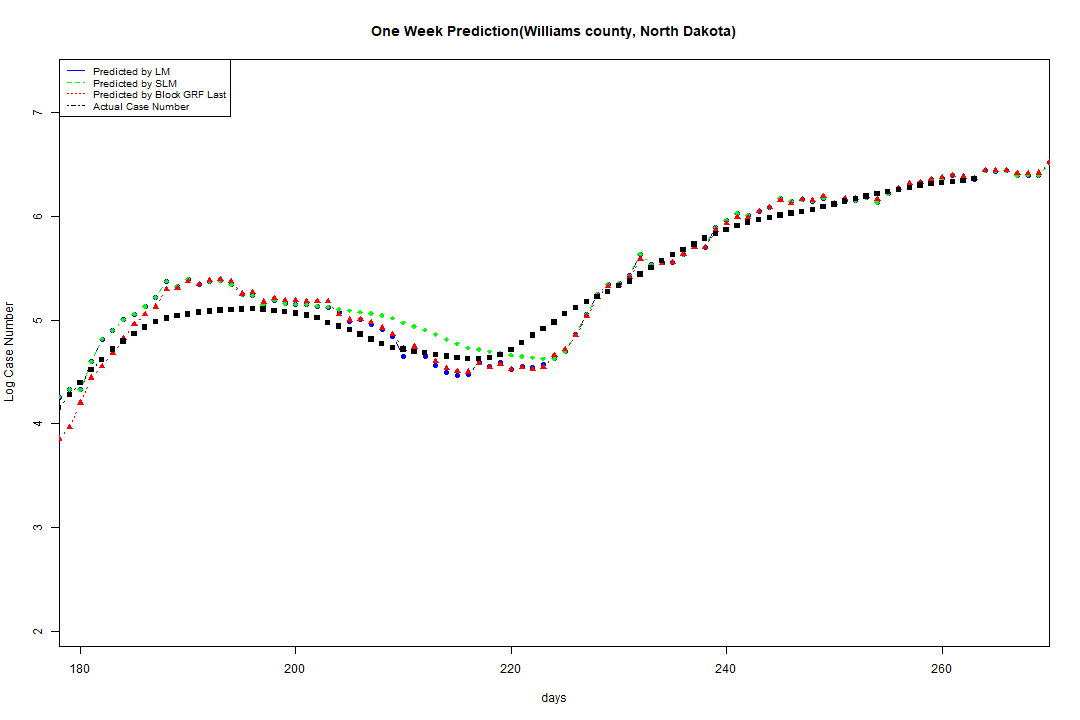 One Week Prediction(Williams county, North Dakota)
Predicted by LM
Predicted by SLM
Predicted by Block GRF Last
Actual Case Number
7
6
5
4
3
2
Log Case Number
180 200 220 240 260
days